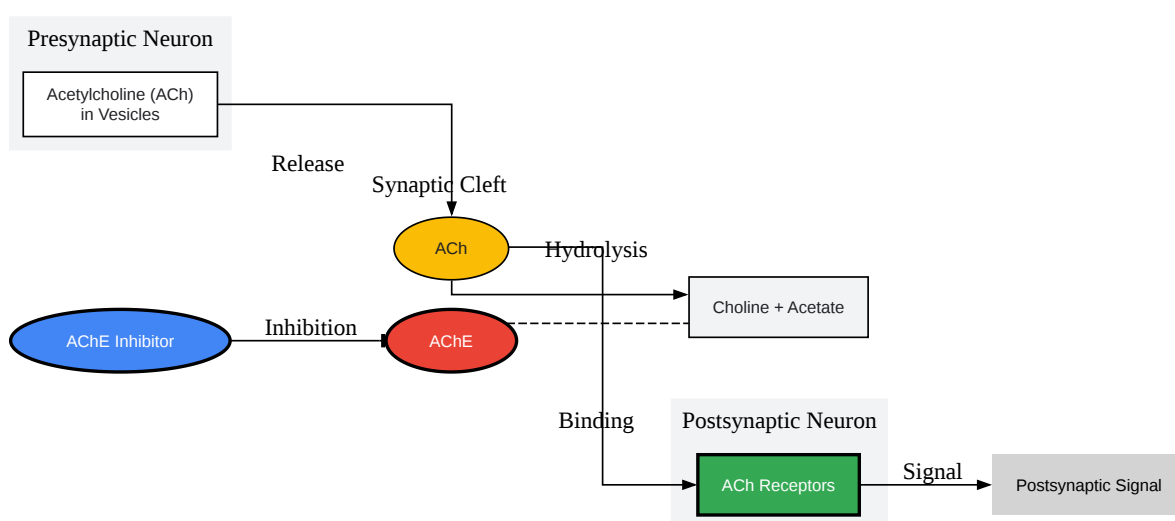 Presynaptic Neuron
Acetylcholine (ACh)
in Vesicles
Release
Synaptic Cleft
ACh
Hydrolysis
Choline + Acetate
AChE Inhibitor
Inhibition
AChE
Binding
Postsynaptic Neuron
ACh Receptors
Signal
Postsynaptic Signal